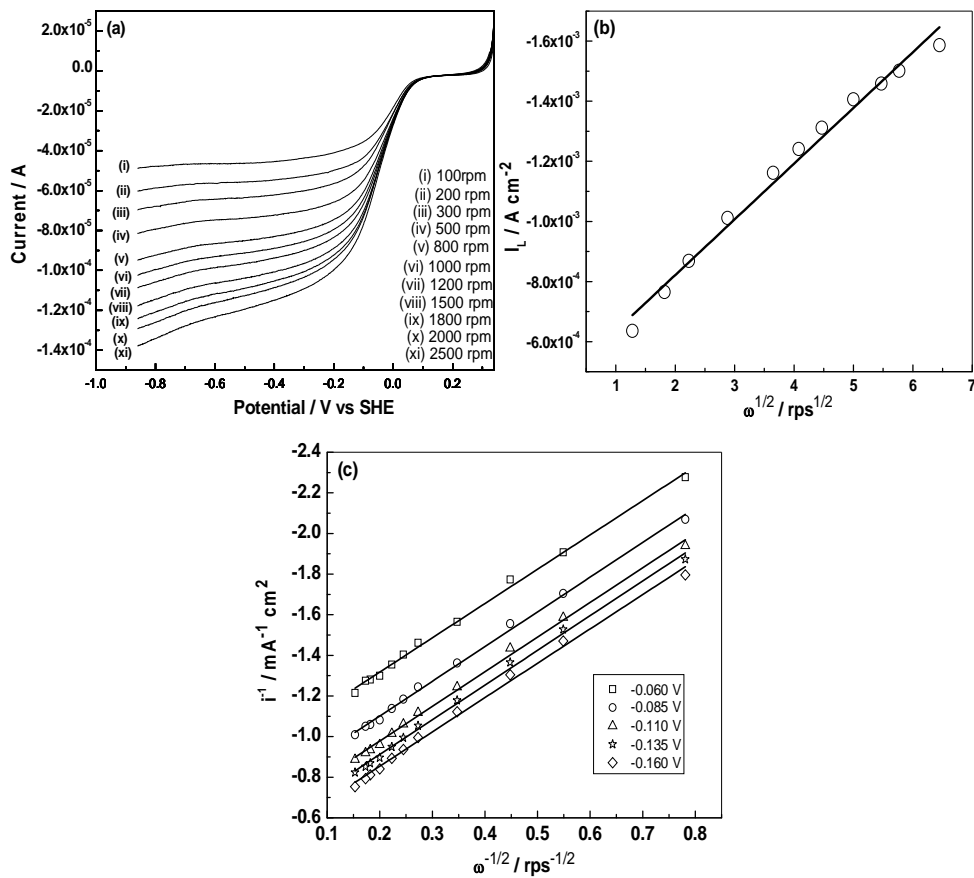 (a)
2.0x10⁻⁵
0.0
-2.0x10⁻⁵
-4.0x10⁻⁵
-6.0x10⁻⁵
-8.0x10⁻⁵
-1.0x10⁻⁴
-1.2x10⁻⁴
-1.4x10⁻⁴
Current / A
(i)
(ii)
(iii)
(iv)
(v)
(vi)
(vii)
(viii)
(ix)
(x)
(xi)
(i) 100rpm
(ii) 200 rpm
(iii) 300 rpm
(iv) 500 rpm
(v) 800 rpm
(vi) 1000 rpm
(vii) 1200 rpm
(viii) 1500 rpm
(ix) 1800 rpm
(x) 2000 rpm
(xi) 2500 rpm
-1.0 -0.8 -0.6 -0.4 -0.2 0.0 0.2
Potential / V vs SHE
(b)
-1.6x10⁻³
-1.4x10⁻³
-1.2x10⁻³
-1.0x10⁻³
-8.0x10⁻⁴
-6.0x10⁻⁴
I_L / A cm⁻²
1 2 3 4 5 6 7
ω^1/2 / rps^1/2
(c)
-2.4
-2.2
-2.0
-1.8
-1.6
-1.4
-1.2
-1.0
-0.8
-0.6
i⁻¹ / mA⁻¹ cm²
-0.060 V
-0.085 V
-0.110 V
-0.135 V
-0.160 V
0.1 0.2 0.3 0.4 0.5 0.6 0.7 0.8
ω^-1/2 / rps^-1/2